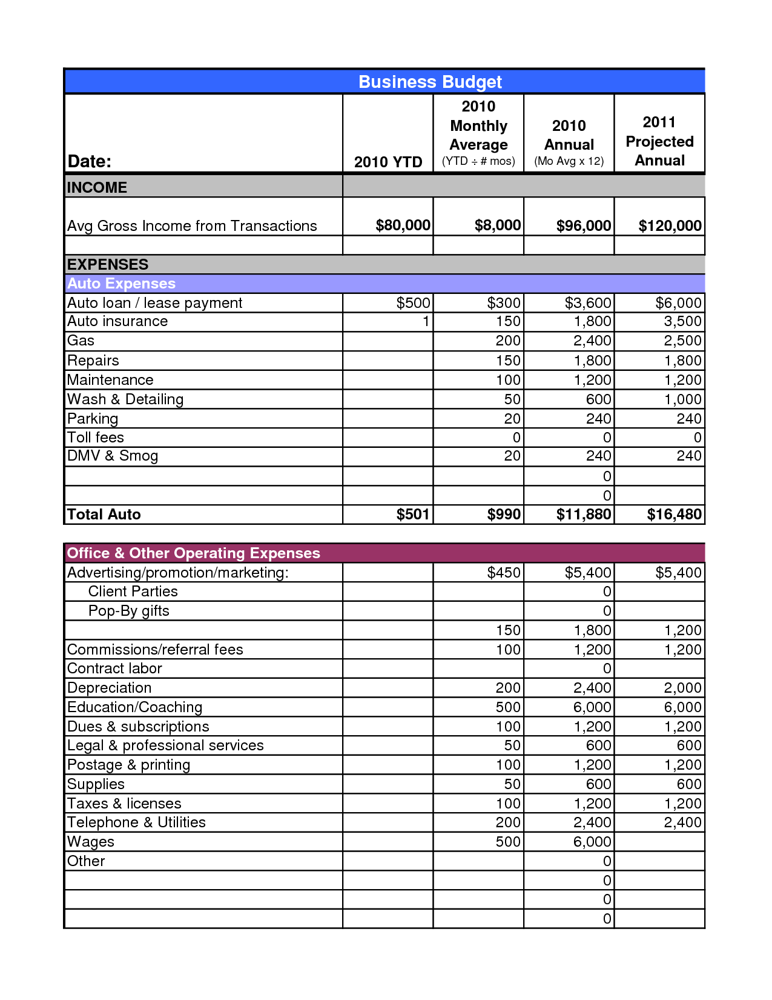 Business Budget
Date: 2010 YTD 2010 Monthly Average (YTD ÷ # mos) 2010 Annual (Mo Avg x 12) 2011 Projected Annual
INCOME
Avg Gross Income from Transactions $80,000 $8,000 $96,000 $120,000
EXPENSES
Auto Expenses
Auto loan / lease payment $500 $300 $3,600 $6,000
Auto insurance 1 150 1,800 3,500
Gas 200 2,400 2,500
Repairs 150 1,800 1,800
Maintenance 100 1,200 1,200
Wash & Detailing 50 600 1,000
Parking 20 240 240
Toll fees 0 0 0
DMV & Smog 20 240 240
0
0
Total Auto $501 $990 $11,880 $16,480
Office & Other Operating Expenses
Advertising/promotion/marketing: $450 $5,400 $5,400
Client Parties 0
Pop-By gifts 0
150 1,800 1,200
Commissions/referral fees 100 1,200 1,200
Contract labor 0
Depreciation 200 2,400 2,000
Education/Coaching 500 6,000 6,000
Dues & subscriptions 100 1,200 1,200
Legal & professional services 50 600 600
Postage & printing 100 1,200 1,200
Supplies 50 600 600
Taxes & licenses 100 1,200 1,200
Telephone & Utilities 200 2,400 2,400
Wages 500 6,000
Other 0
0
0
0